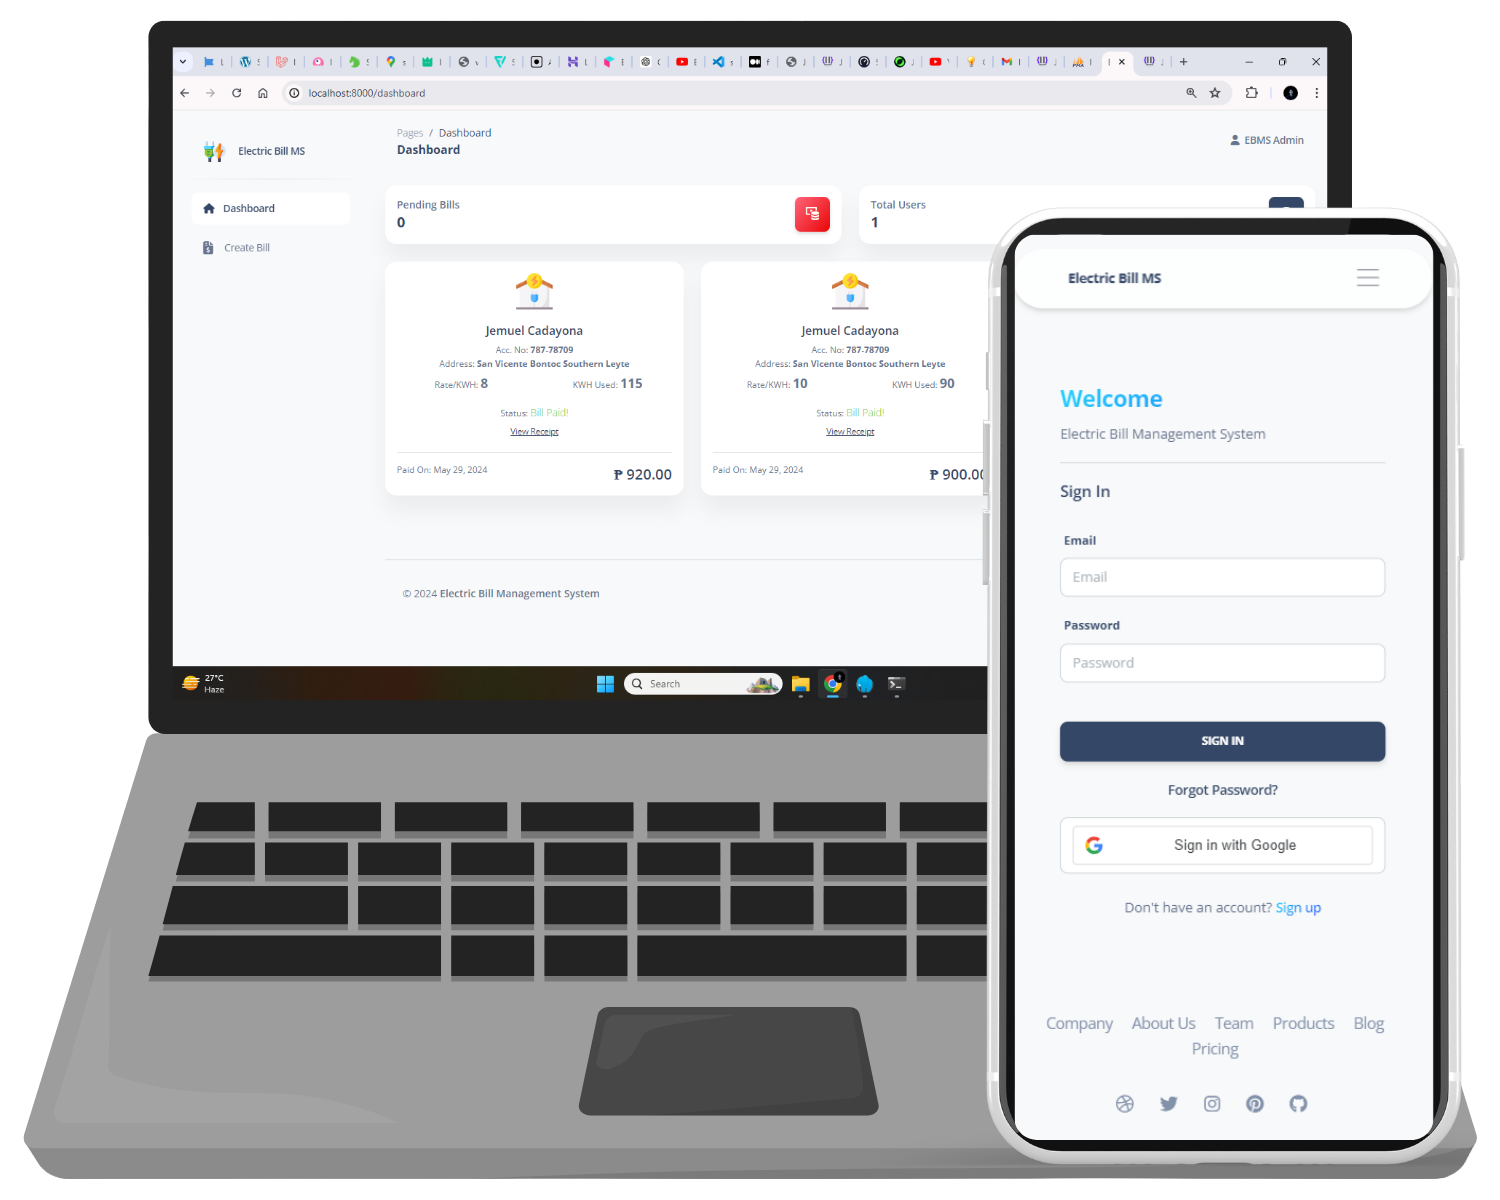 localhost:8000/dashboard
Electric Bill MS
Dashboard
Create Bill
Pages / Dashboard
Dashboard
EBMS Admin
Pending Bills
0
Total Users
1
Jemuel Cadayona
Acc. No: 787-78709
Address: San Vicente Bontoc Southern Leyte
Rate/KWH: 8 KWH Used: 115
Status: Bill Paid!
View Receipt
Paid On: May 29, 2024 ₱ 920.00
Jemuel Cadayona
Acc. No: 787-78709
Address: San Vicente Bontoc Southern Leyte
Rate/KWH: 10 KWH Used: 90
Status: Bill Paid!
View Receipt
Paid On: May 29, 2024 ₱ 900.00
© 2024 Electric Bill Management System
27°C
Haze
Search
Electric Bill MS
Welcome
Electric Bill Management System
Sign In
Email
Email
Password
Password
SIGN IN
Forgot Password?
Sign in with Google
Don't have an account? Sign up
Company About Us Team Products Blog
Pricing